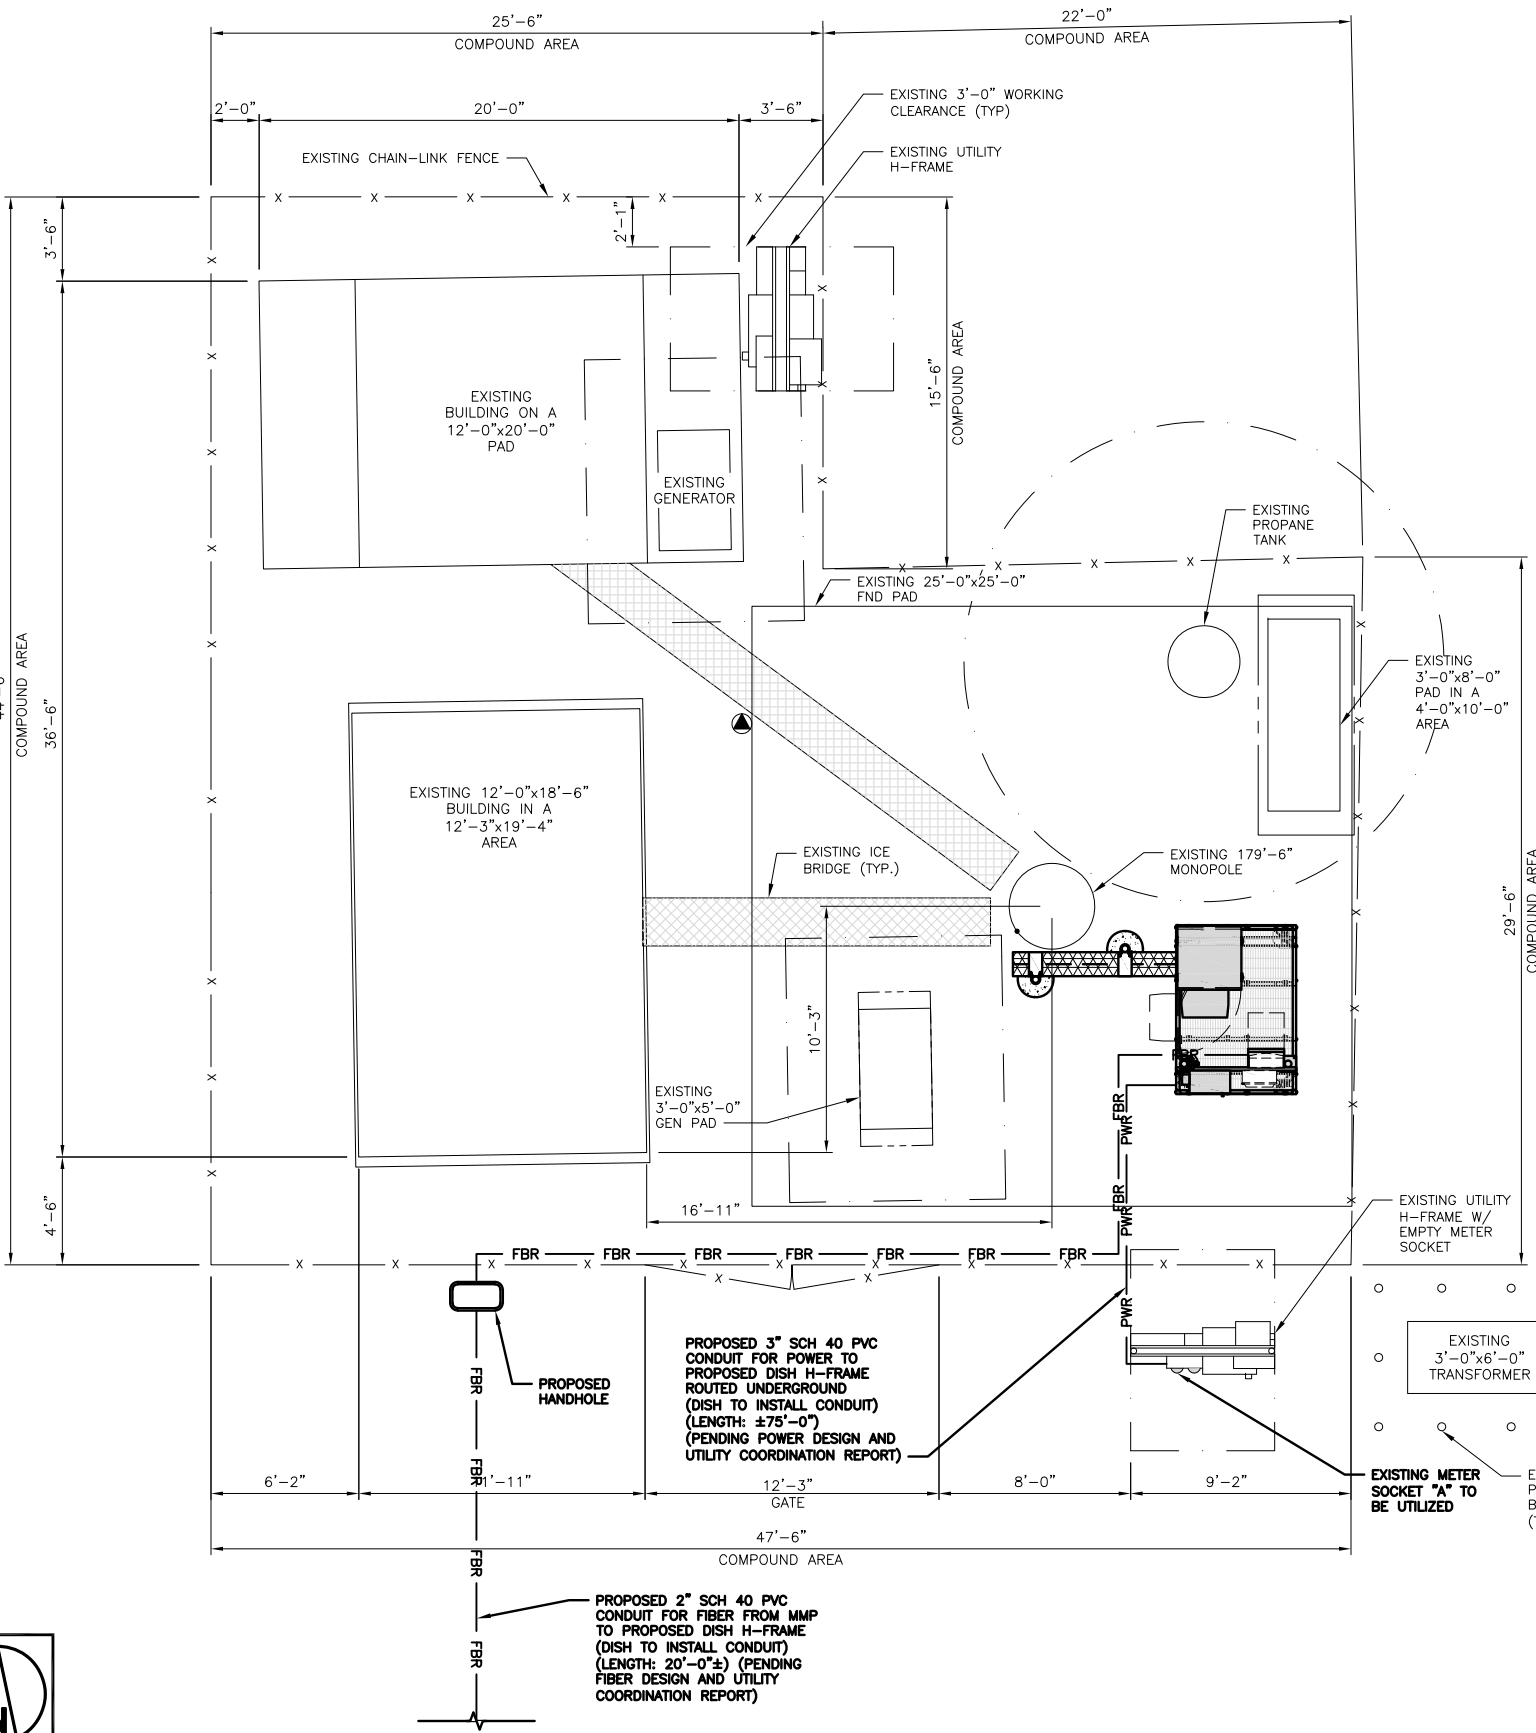 25'-6"
COMPOUND AREA
22'-0"
COMPOUND AREA
2'-0"
20'-0"
3'-6"
EXISTING 3'-0" WORKING
CLEARANCE (TYP)
EXISTING CHAIN-LINK FENCE
EXISTING UTILITY
H-FRAME
3'-6"
2'-1"
15'-6"
COMPOUND AREA
EXISTING
BUILDING ON A
12'-0"x20'-0"
PAD
EXISTING
GENERATOR
EXISTING
PROPANE
TANK
EXISTING 25'-0"x25'-0"
FND PAD
COMPOUND AREA
36'-6"
EXISTING
3'-0"x8'-0"
PAD IN A
4'-0"x10'-0"
AREA
EXISTING 12'-0"x18'-6"
BUILDING IN A
12'-3"x19'-4"
AREA
EXISTING ICE
BRIDGE (TYP.)
EXISTING 179'-6"
MONOPOLE
29'-6"
COMPOUND AREA
10'-3"
EXISTING
3'-0"x5'-0"
GEN PAD
FBR
FBR
PWR
FBR
PWR
4'-6"
16'-11"
EXISTING UTILITY
H-FRAME W/
EMPTY METER
SOCKET
FBR FBR FBR FBR FBR FBR FBR
PWR
PROPOSED 3" SCH 40 PVC
CONDUIT FOR POWER TO
PROPOSED DISH H-FRAME
ROUTED UNDERGROUND
(DISH TO INSTALL CONDUIT)
(LENGTH: ±75'-0")
(PENDING POWER DESIGN AND
UTILITY COORDINATION REPORT)
EXISTING
3'-0"x6'-0"
TRANSFORMER
FBR
PROPOSED
HANDHOLE
6'-2"
FBR
12'-3"
GATE
8'-0"
9'-2"
EXISTING METER
SOCKET "A" TO
BE UTILIZED
47'-6"
COMPOUND AREA
FBR
PROPOSED 2" SCH 40 PVC
CONDUIT FOR FIBER FROM MMP
TO PROPOSED DISH H-FRAME
(DISH TO INSTALL CONDUIT)
(LENGTH: 20'-0"±) (PENDING
FIBER DESIGN AND UTILITY
COORDINATION REPORT)
FBR